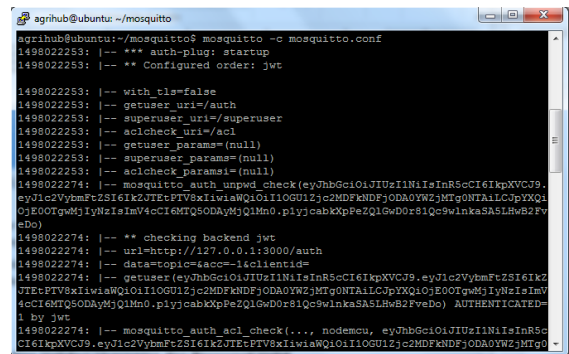 agrihub@ubuntu: ~/mosquitto
agrihub@ubuntu:~/mosquitto$ mosquitto -c mosquitto.conf
1498022253: |-- *** auth-plug: startup
1498022253: |-- ** Configured order: jwt
1498022253: |-- with_tls=false
1498022253: |-- getuser_uri=/auth
1498022253: |-- superuser_uri=/superuser
1498022253: |-- aclcheck_uri=/acl
1498022253: |-- getuser_params=(null)
1498022253: |-- superuser_params=(null)
1498022253: |-- aclcheck_paramsi=(null)
1498022274: |-- mosquitto_auth_unpwd_check(eyJhbGciOiJIUzI1NiIsInR5cCI6IkpXVCJ9.
eyJ1c2VybmFtZSI6IkZJTEtPTV8xIiwiaWQiOiI1OGU1Zjc2MDFkNDFjODA0YWZjMTg0NTAiLCJpYXQi
OjE0OTgwMjIyNzIsImV4cCI6MTQ5ODAyMjQ1Mn0.p1yjcabkXpPeZQlGwD0r81Qc9wlnkaSA5LHwB2Fv
eDo)
1498022274: |-- ** checking backend jwt
1498022274: |-- url=http://127.0.0.1:3000/auth
1498022274: |-- data=topic=&acc=-1&clientid=
1498022274: |-- getuser(eyJhbGciOiJIUzI1NiIsInR5cCI6IkpXVCJ9.eyJ1c2VybmFtZSI6IkZ
JTEtPTV8xIiwiaWQiOiI1OGU1Zjc2MDFkNDFjODA0YWZjMTg0NTAiLCJpYXQiOjE0OTgwMjIyNzIsImV
4cCI6MTQ5ODAyMjQ1Mn0.p1yjcabkXpPeZQlGwD0r81Qc9wlnkaSA5LHwB2FveDo) AUTHENTICATED=
1 by jwt
1498022274: |-- mosquitto_auth_acl_check(..., nodemcu, eyJhbGciOiJIUzI1NiIsInR5c
CI6IkpXVCJ9.eyJ1c2VybmFtZSI6IkZJTEtPTV8xIiwiaWQiOiI1OGU1Zjc2MDFkNDFjODA0YWZjMTg0